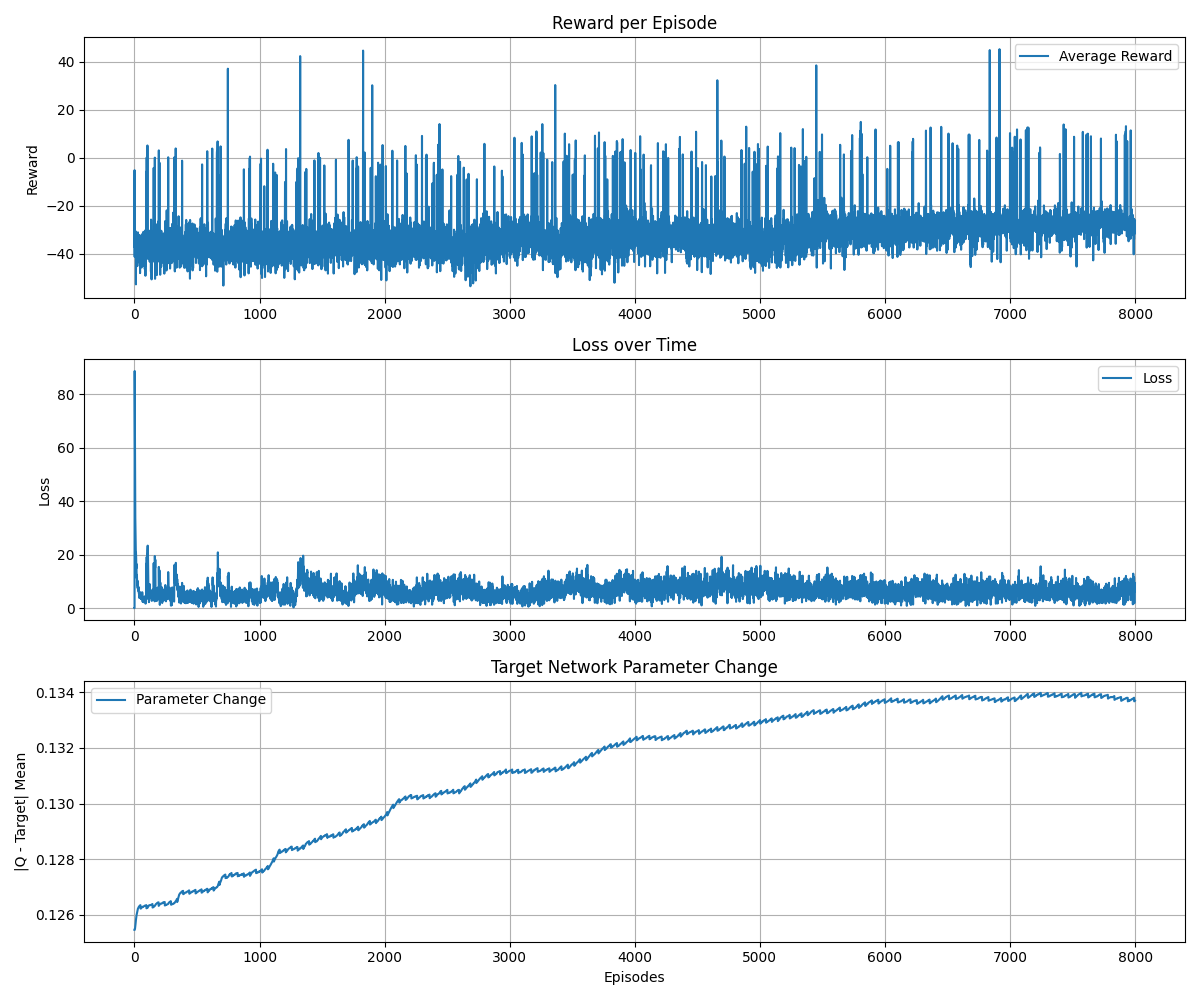 Reward per Episode
Average Reward
Reward
40
20
0
−20
−40
0 1000 2000 3000 4000 5000 6000 7000 8000
Loss over Time
Loss
Loss
80
60
40
20
0
0 1000 2000 3000 4000 5000 6000 7000 8000
Target Network Parameter Change
Parameter Change
|Q - Target| Mean
0.134
0.132
0.130
0.128
0.126
0 1000 2000 3000 4000 5000 6000 7000 8000
Episodes